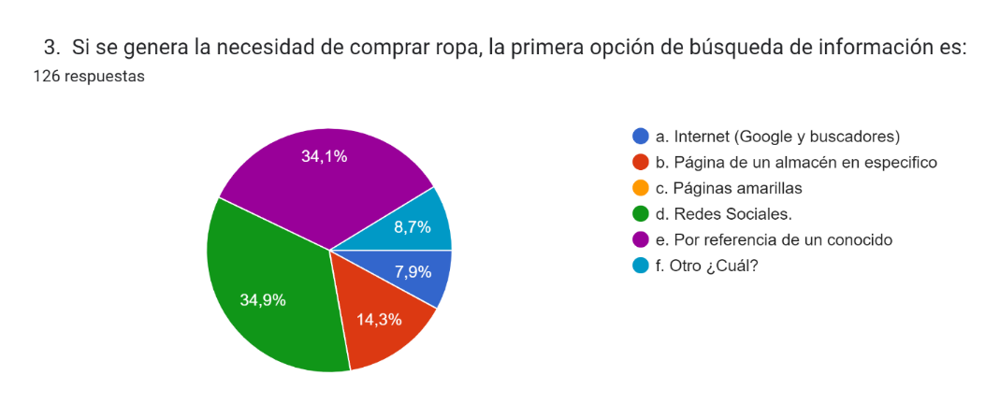 3. Si se genera la necesidad de comprar ropa, la primera opción de búsqueda de información es:
126 respuestas
34,1%
8,7%
7,9%
34,9%
14,3%
a. Internet (Google y buscadores)
b. Página de un almacén en especifico
c. Páginas amarillas
d. Redes Sociales.
e. Por referencia de un conocido
f. Otro ¿Cuál?